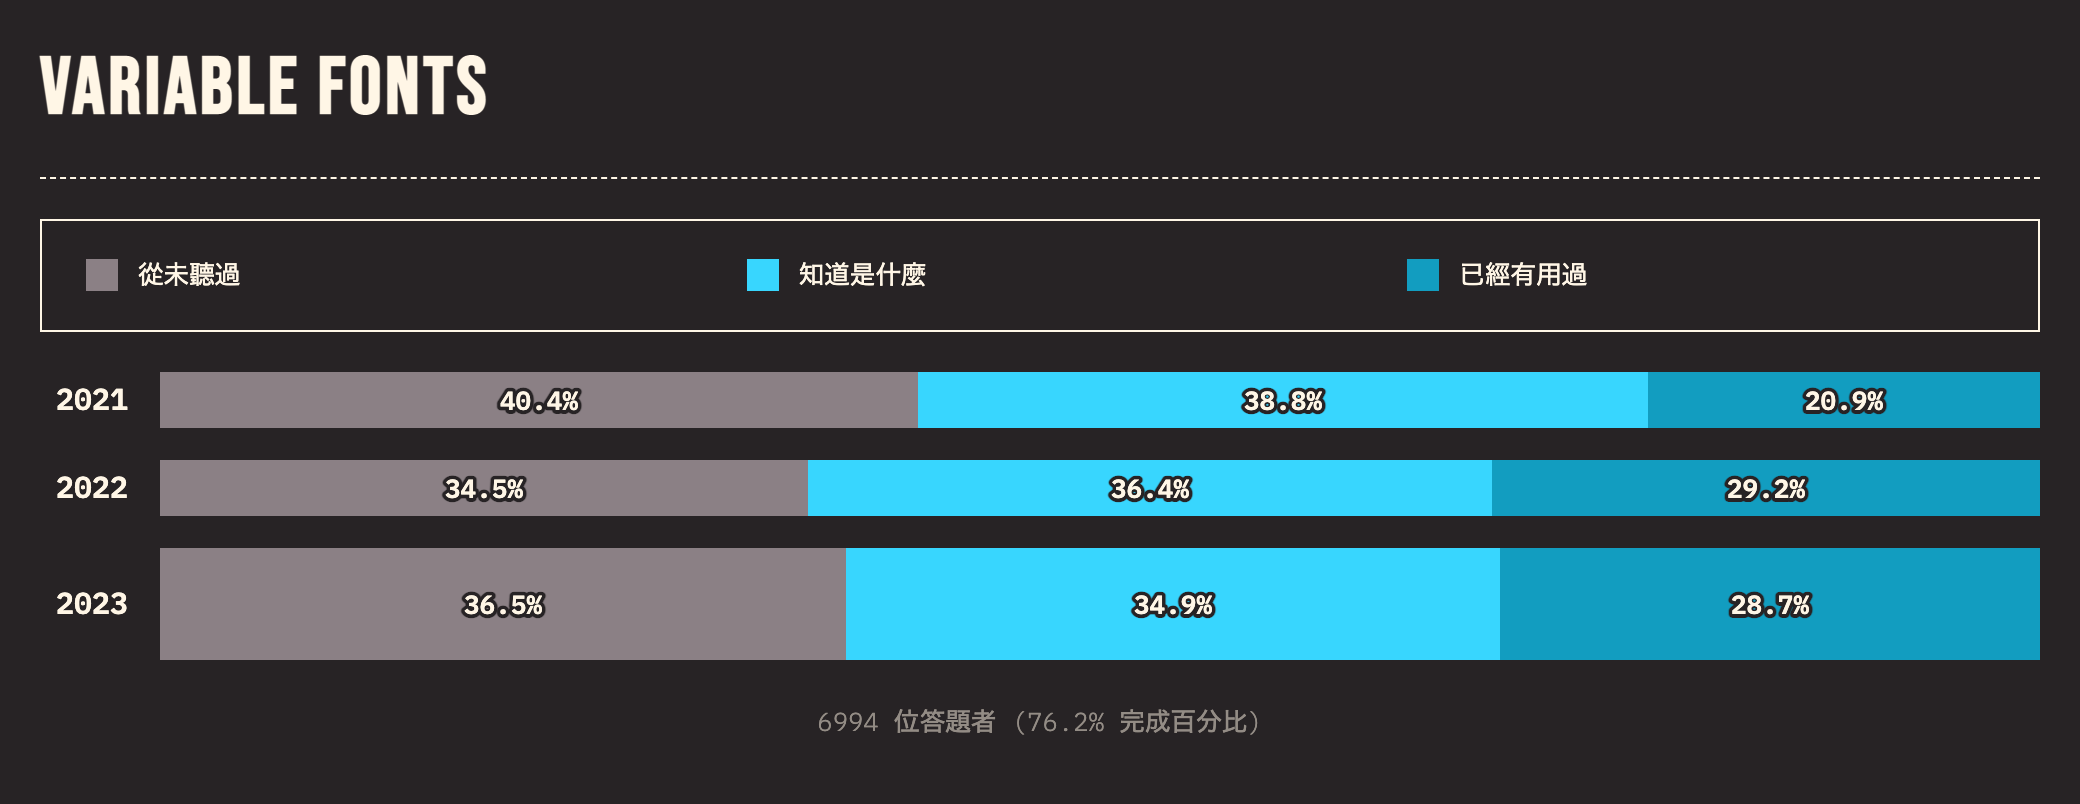 VARIABLE FONTS
從未聽過 知道是什麼 已經有用過
2021 40.4% 38.8% 20.9%
2022 34.5% 36.4% 29.2%
2023 36.5% 34.9% 28.7%
6994 位答題者 (76.2% 完成百分比)